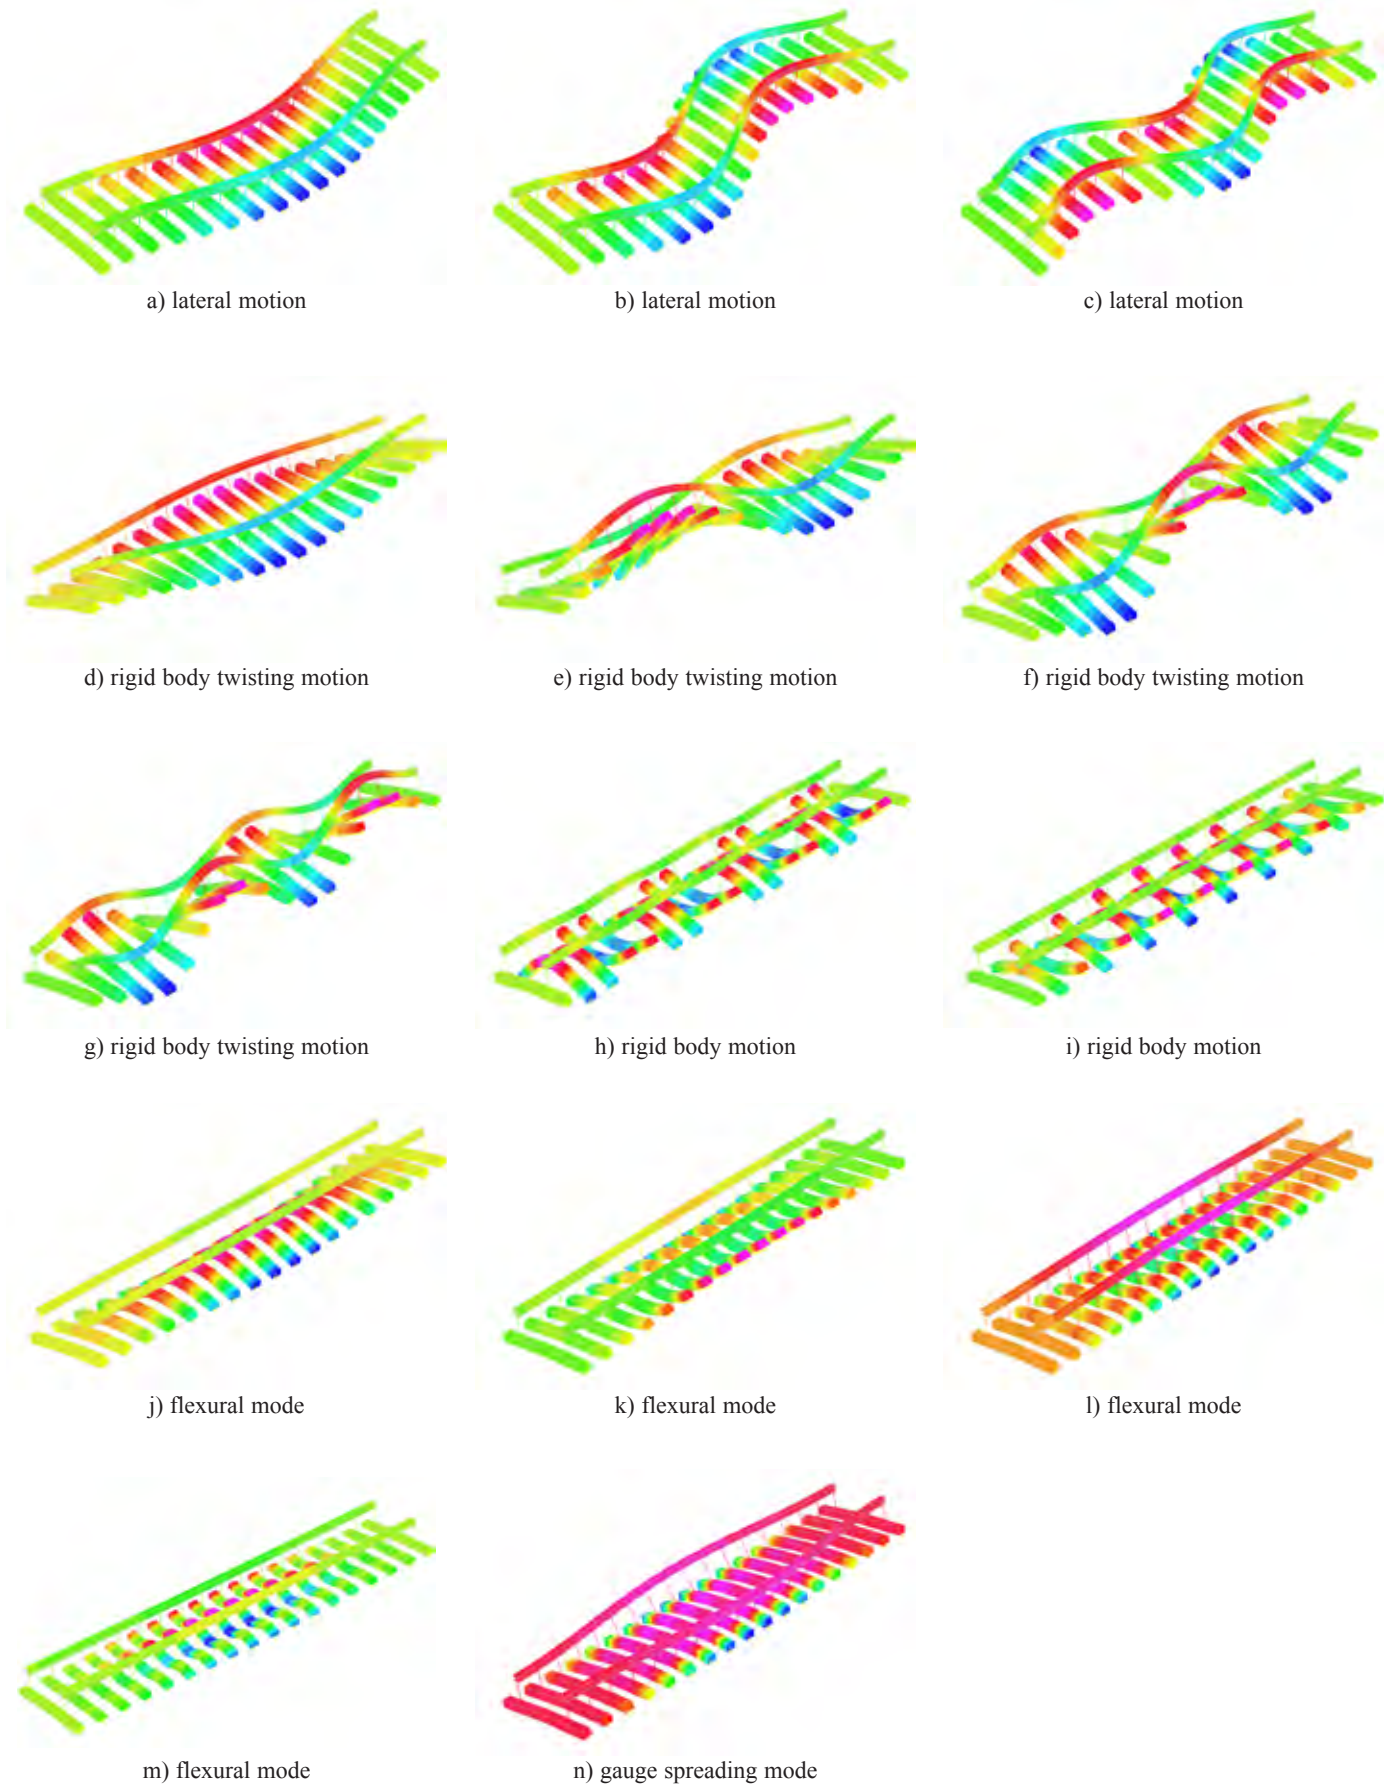 a) lateral motion
b) lateral motion
c) lateral motion
d) rigid body twisting motion
e) rigid body twisting motion
f) rigid body twisting motion
g) rigid body twisting motion
h) rigid body motion
i) rigid body motion
j) flexural mode
k) flexural mode
l) flexural mode
m) flexural mode
n) gauge spreading mode